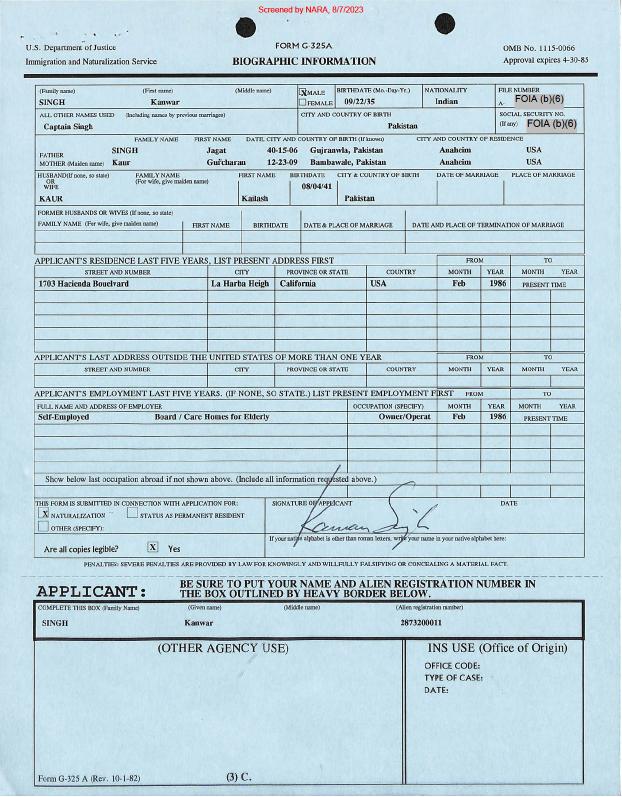 Screened by NARA, 8/7/2023
U.S. Department of Justice
Immigration and Naturalization Service
FORM G-325A
BIOGRAPHIC INFORMATION
OMB No. 1115-0066
Approval expires 4-30-85
(Family name) (First name) (Middle name) X MALE BIRTHDATE (Mo.-Day-Yr.) NATIONALITY FILE NUMBER
SINGH Kanwar FEMALE 09/22/35 Indian A- FOIA (b)(6)
ALL OTHER NAMES USED (Including names by previous marriages) CITY AND COUNTRY OF BIRTH SOCIAL SECURITY NO.
Captain Singh Pakistan (If any) FOIA (b)(6)
FAMILY NAME FIRST NAME DATE, CITY AND COUNTRY OF BIRTH (If known) CITY AND COUNTRY OF RESIDENCE
FATHER SINGH Jagat 40-15-06 Gujraawla, Pakistan Anaheim USA
MOTHER (Maiden name) Kaur Gur'charan 12-23-09 Bambawale, Pakistan Anaheim USA
HUSBAND(If none, so state) FAMILY NAME FIRST NAME BIRTHDATE CITY & COUNTRY OF BIRTH DATE OF MARRIAGE PLACE OF MARRIAGE
OR (For wife, give maiden name)
WIFE 08/04/41
KAUR Kailash Pakistan
FORMER HUSBANDS OR WIVES (If none, so state)
FAMILY NAME (For wife, give maiden name) FIRST NAME BIRTHDATE DATE & PLACE OF MARRIAGE DATE AND PLACE OF TERMINATION OF MARRIAGE
APPLICANT'S RESIDENCE LAST FIVE YEARS, LIST PRESENT ADDRESS FIRST FROM TO
STREET AND NUMBER CITY PROVINCE OR STATE COUNTRY MONTH YEAR MONTH YEAR
1703 Hacienda Bouelvard La Harba Heigh California USA Feb 1986 PRESENT TIME
APPLICANT'S LAST ADDRESS OUTSIDE THE UNITED STATES OF MORE THAN ONE YEAR FROM TO
STREET AND NUMBER CITY PROVINCE OR STATE COUNTRY MONTH YEAR MONTH YEAR
APPLICANT'S EMPLOYMENT LAST FIVE YEARS. (IF NONE, SO STATE.) LIST PRESENT EMPLOYMENT FIRST FROM TO
FULL NAME AND ADDRESS OF EMPLOYER OCCUPATION (SPECIFY) MONTH YEAR MONTH YEAR
Self-Employed Board / Care Homes for Elderly Owner/Operat Feb 1986 PRESENT TIME
Show below last occupation abroad if not shown above. (Include all information requested above.)
THIS FORM IS SUBMITTED IN CONNECTION WITH APPLICATION FOR: SIGNATURE OF APPLICANT DATE
X NATURALIZATION STATUS AS PERMANENT RESIDENT
OTHER (SPECIFY):
Kanwar Singh
If your native alphabet is other than roman letters, write your name in your native alphabet here:
Are all copies legible? X Yes
PENALTIES: SEVERE PENALTIES ARE PROVIDED BY LAW FOR KNOWINGLY AND WILLFULLY FALSIFYING OR CONCEALING A MATERIAL FACT.
APPLICANT: BE SURE TO PUT YOUR NAME AND ALIEN REGISTRATION NUMBER IN
THE BOX OUTLINED BY HEAVY BORDER BELOW.
COMPLETE THIS BOX (Family Name) (Given name) (Middle name) (Alien registration number)
SINGH Kanwar 2873200011
(OTHER AGENCY USE) INS USE (Office of Origin)
OFFICE CODE:
TYPE OF CASE:
DATE:
Form G-325 A (Rev. 10-1-82) (3) C.